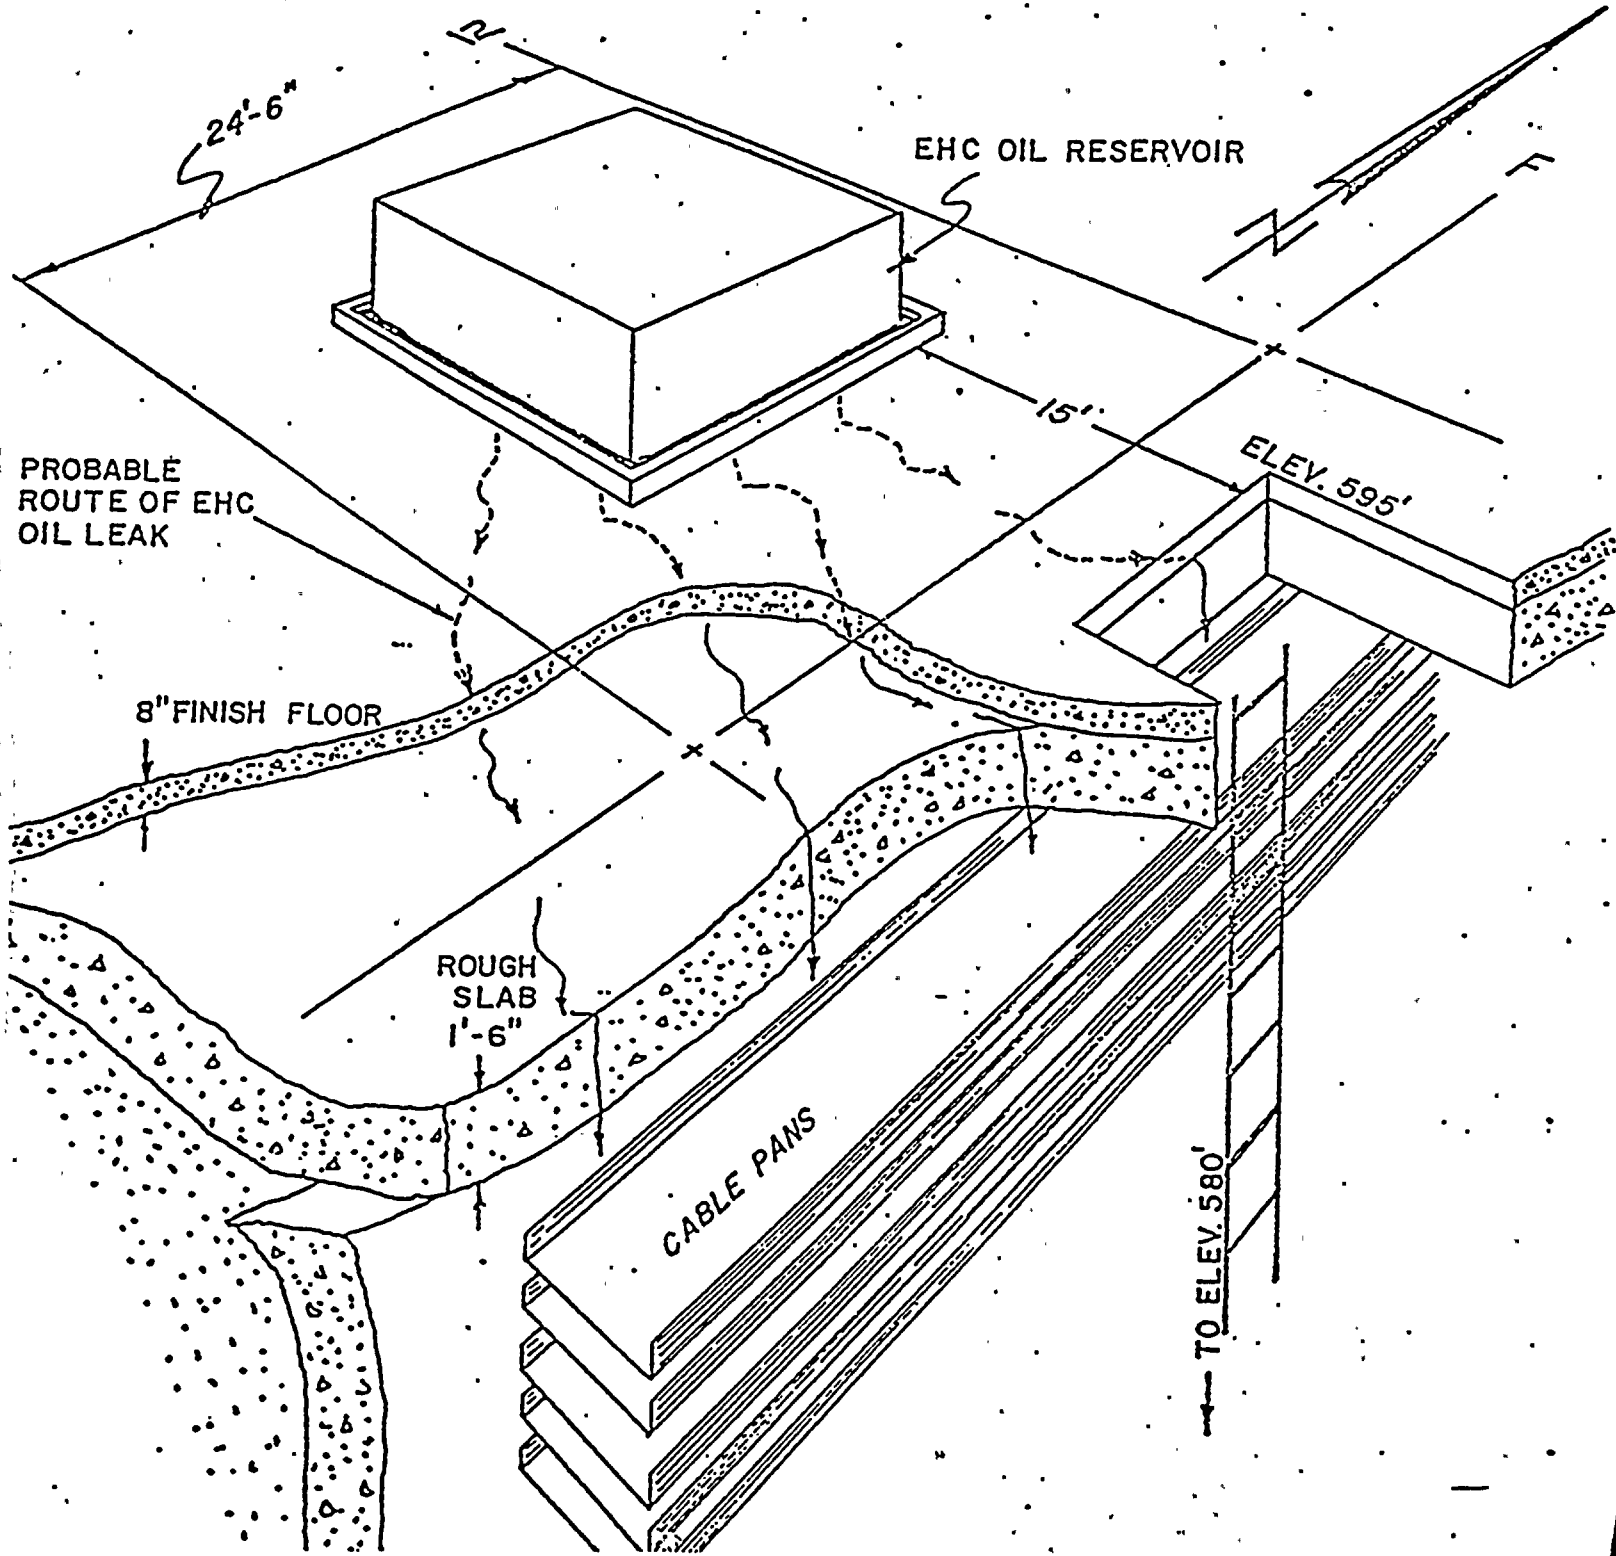 12
24'-6"
EHC OIL RESERVOIR
F
15'
ELEV. 595'
PROBABLE
ROUTE OF EHC
OIL LEAK
8" FINISH FLOOR
ROUGH
SLAB
1'-6"
CABLE PANS
TO ELEV. 580'